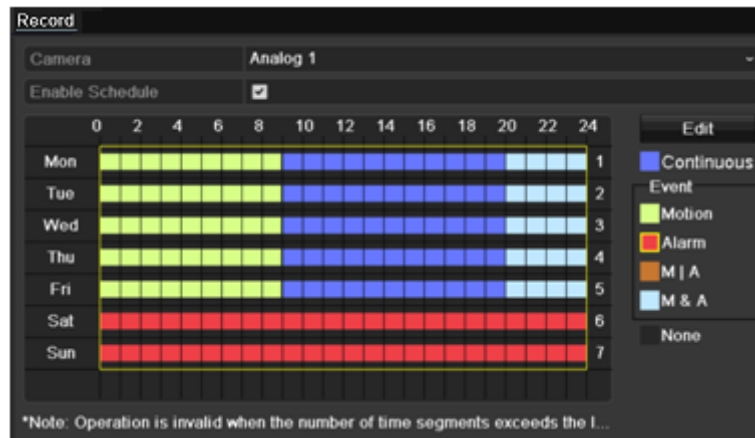 Record
Camera Analog 1
Enable Schedule
0 2 4 6 8 10 12 14 16 18 20 22 24
Edit
Mon 1
Continuous
Event
Tue 2
Motion
Wed 3
Alarm
Thu 4
M | A
Fri 5
M & A
Sat 6
None
Sun 7
*Note: Operation is invalid when the number of time segments exceeds the l...